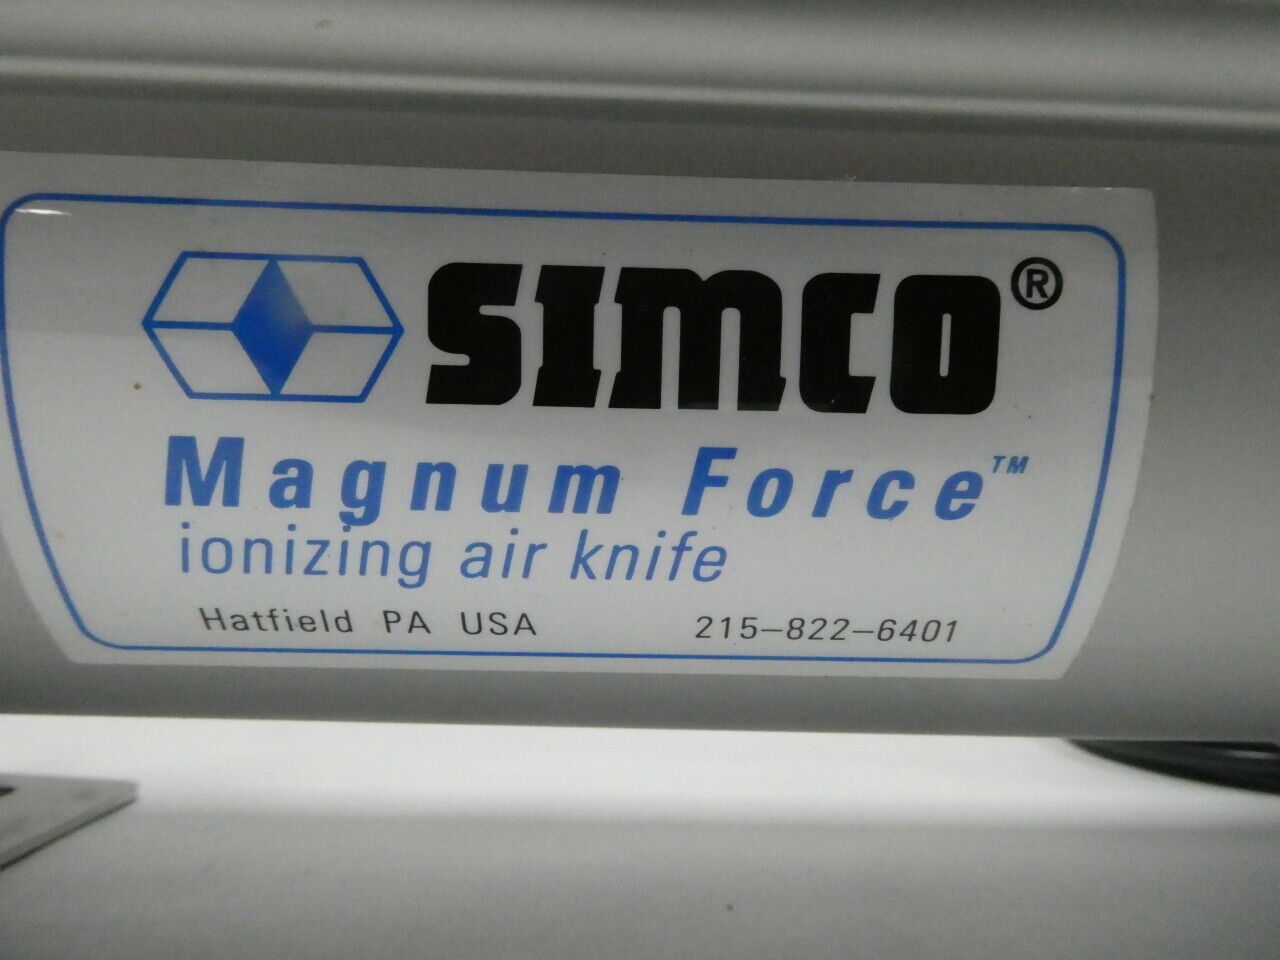 SIMCO®
Magnum Force™
ionizing air knife
Hatfield PA USA 215-822-6401